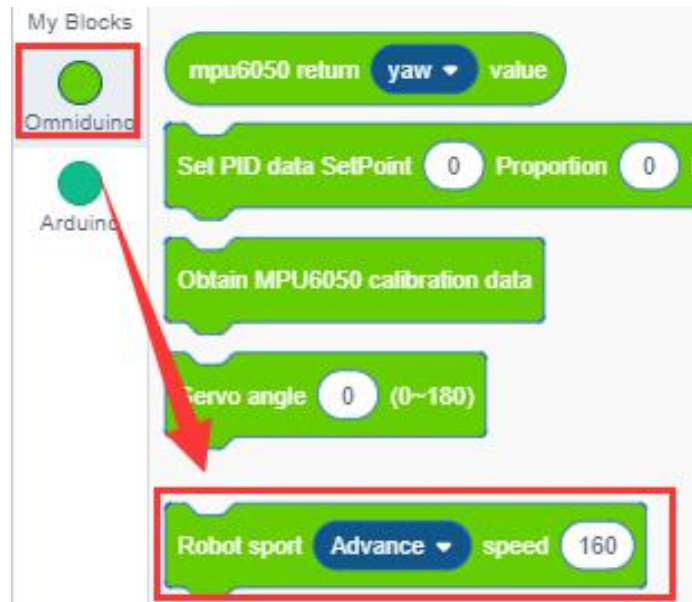 My Blocks
Omniduino
Arduino
mpu6050 return yaw value
Set PID data SetPoint 0 Proportion 0
Obtain MPU6050 calibration data
Servo angle 0 (0~180)
Robot sport Advance speed 160